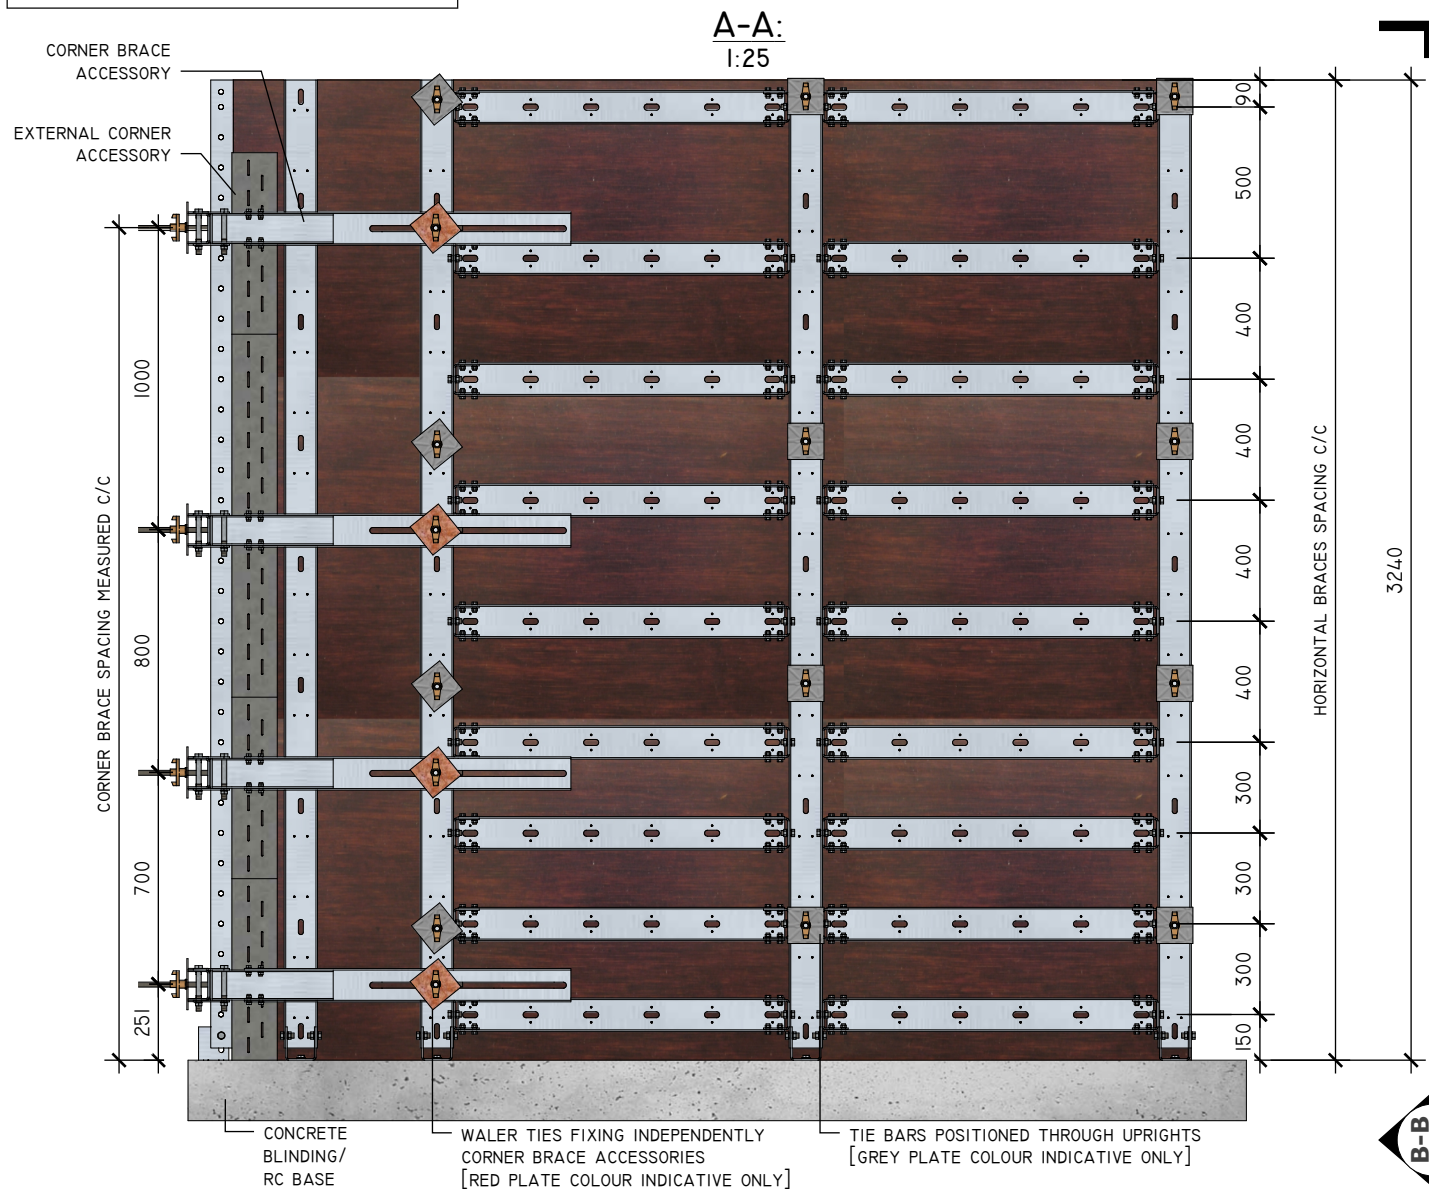 A-A:
1:25
CORNER BRACE
ACCESSORY
EXTERNAL CORNER
ACCESSORY
CORNER BRACE SPACING MEASURED C/C
1000
800
700
251
90
500
400
400
400
400
300
300
300
150
HORIZONTAL BRACES SPACING C/C
3240
CONCRETE
BLINDING/
RC BASE
WALER TIES FIXING INDEPENDENTLY
CORNER BRACE ACCESSORIES
[RED PLATE COLOUR INDICATIVE ONLY]
TIE BARS POSITIONED THROUGH UPRIGHTS
[GREY PLATE COLOUR INDICATIVE ONLY]
B-B